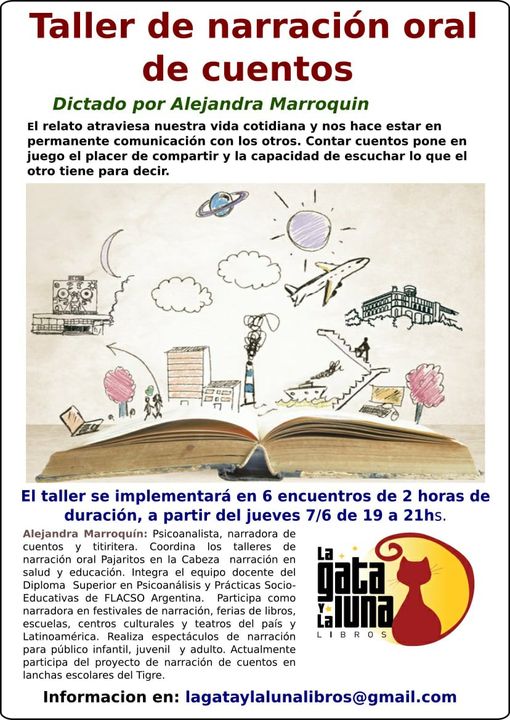 Taller de narración oral
de cuentos
Dictado por Alejandra Marroquin
El relato atraviesa nuestra vida cotidiana y nos hace estar en
permanente comunicación con los otros. Contar cuentos pone en
juego el placer de compartir y la capacidad de escuchar lo que el
otro tiene para decir.
El taller se implementará en 6 encuentros de 2 horas de
duración, a partir del jueves 7/6 de 19 a 21hs.
Alejandra Marroquín: Psicoanalista, narradora de
cuentos y titiritera. Coordina los talleres de
narración oral Pajaritos en la Cabeza narración en
salud y educación. Integra el equipo docente del
Diploma Superior en Psicoanálisis y Prácticas Socio-
Educativas de FLACSO Argentina. Participa como
narradora en festivales de narración, ferias de libros,
escuelas, centros culturales y teatros del país y
Latinoamérica. Realiza espectáculos de narración
para público infantil, juvenil y adulto. Actualmente
participa del proyecto de narración de cuentos en
lanchas escolares del Tigre.
La
gata
y La
luna
LIBROS
Informacion en: lagataylalunalibros@gmail.com